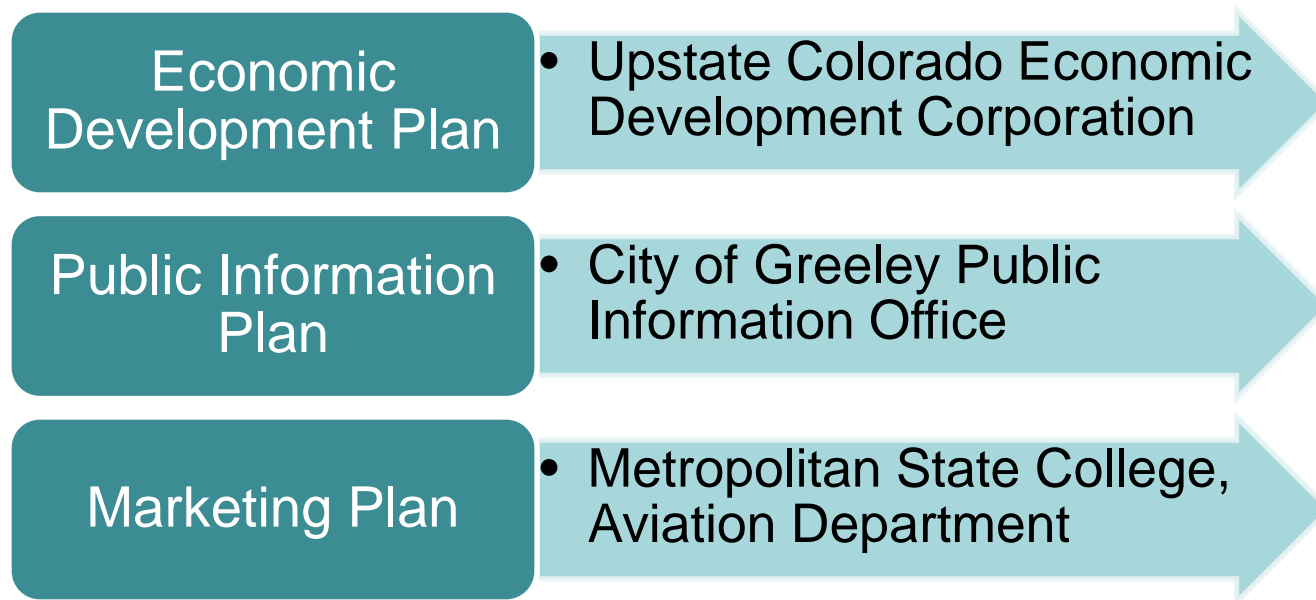 Economic
Development Plan
• Upstate Colorado Economic
Development Corporation
Public Information
Plan
• City of Greeley Public
Information Office
Marketing Plan
• Metropolitan State College,
Aviation Department